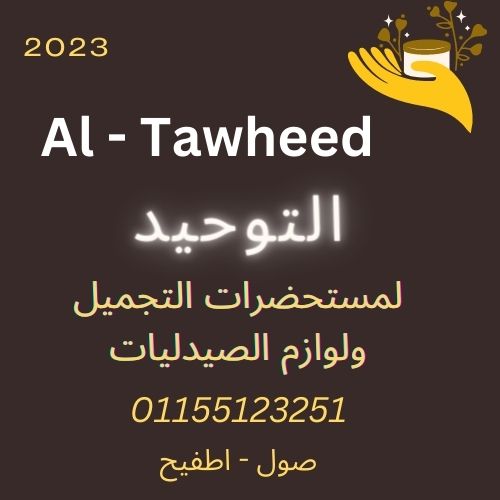 2023
Al - Tawheed
التوحيد
لمستحضرات التجميل
ولوازم الصيدليات
01155123251
صول - اطفيح